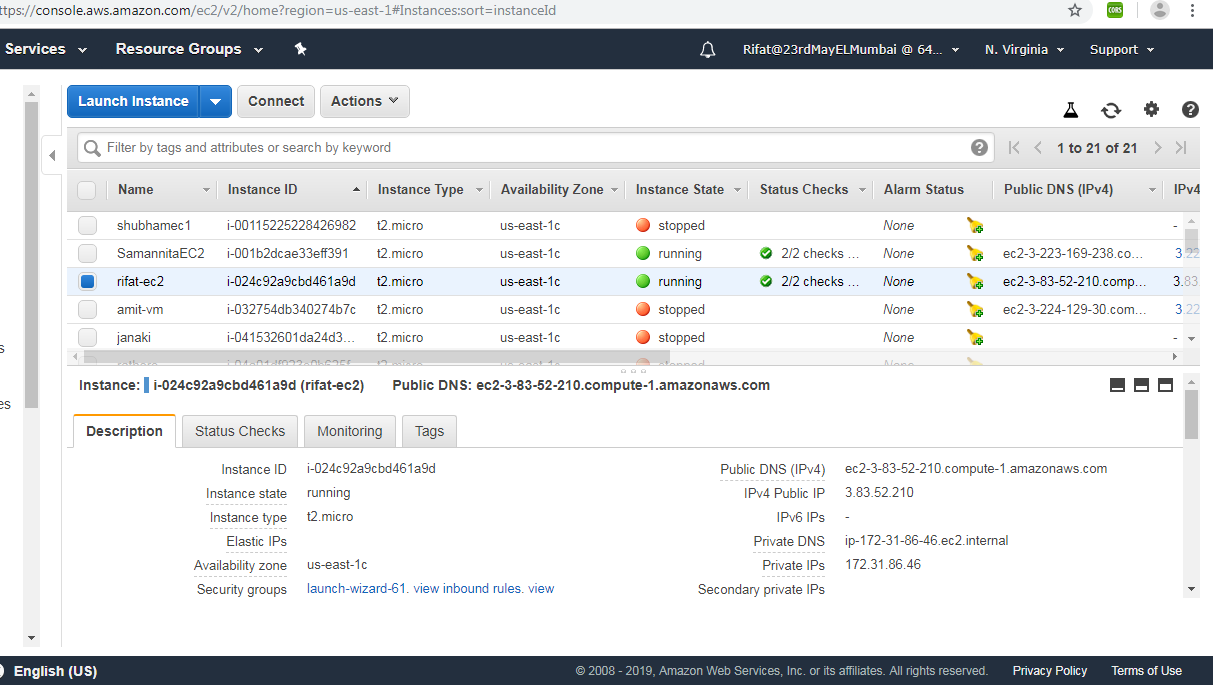 ttps://console.aws.amazon.com/ec2/v2/home?region=us-east-1#Instances:sort=instanceId
CORS
Services Resource Groups Rifat@23rdMayELMumbai @ 64... N. Virginia Support
Launch Instance Connect Actions
Filter by tags and attributes or search by keyword 1 to 21 of 21
Name Instance ID Instance Type Availability Zone Instance State Status Checks Alarm Status Public DNS (IPv4) IPv4
shubhamec1 i-00115225228426982 t2.micro us-east-1c stopped None -
SamannitaEC2 i-001b2dcae33eff391 t2.micro us-east-1c running 2/2 checks ... None ec2-3-223-169-238.co... 3.22
rifat-ec2 i-024c92a9cbd461a9d t2.micro us-east-1c running 2/2 checks ... None ec2-3-83-52-210.comp... 3.83
amit-vm i-032754db340274b7c t2.micro us-east-1c stopped None ec2-3-224-129-30.com... 3.22
janaki i-041532601da24d3... t2.micro us-east-1c stopped None -
s
es
Instance: i-024c92a9cbd461a9d (rifat-ec2) Public DNS: ec2-3-83-52-210.compute-1.amazonaws.com
Description Status Checks Monitoring Tags
Instance ID i-024c92a9cbd461a9d Public DNS (IPv4) ec2-3-83-52-210.compute-1.amazonaws.com
Instance state running IPv4 Public IP 3.83.52.210
Instance type t2.micro IPv6 IPs -
Elastic IPs Private DNS ip-172-31-86-46.ec2.internal
Availability zone us-east-1c Private IPs 172.31.86.46
Security groups launch-wizard-61. view inbound rules. view Secondary private IPs
English (US) © 2008 - 2019, Amazon Web Services, Inc. or its affiliates. All rights reserved. Privacy Policy Terms of Use